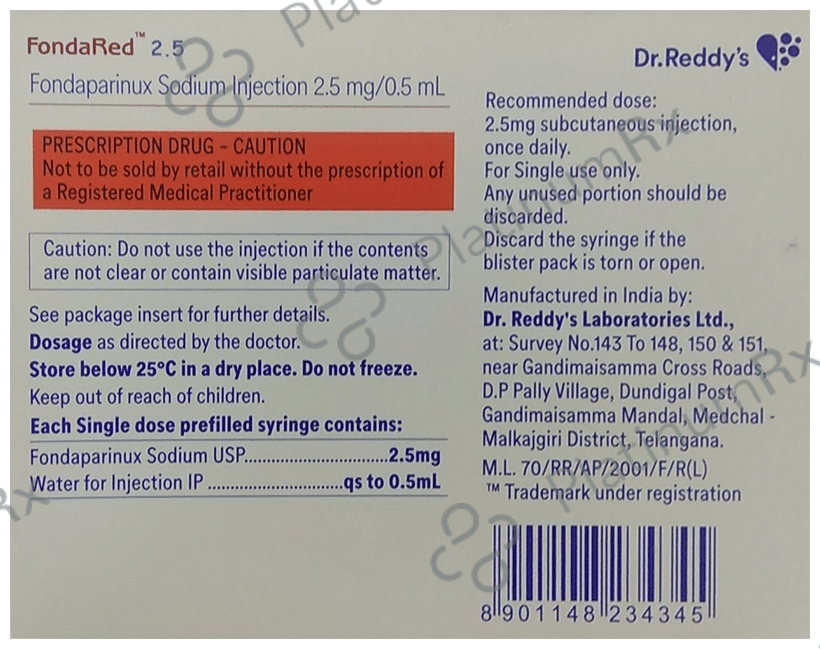 FondaRed™ 2.5
Fondaparinux Sodium Injection 2.5 mg/0.5 mL
PRESCRIPTION DRUG – CAUTION
Not to be sold by retail without the prescription of
a Registered Medical Practitioner
Caution: Do not use the injection if the contents
are not clear or contain visible particulate matter.
See package insert for further details.
Dosage as directed by the doctor.
Store below 25°C in a dry place. Do not freeze.
Keep out of reach of children.
Each Single dose prefilled syringe contains:
Fondaparinux Sodium USP..............................2.5mg
Water for Injection IP ............................qs to 0.5mL
Dr.Reddy's
Recommended dose:
2.5mg subcutaneous injection,
once daily.
For Single use only.
Any unused portion should be
discarded.
Discard the syringe if the
blister pack is torn or open.
Manufactured in India by:
Dr. Reddy's Laboratories Ltd.,
at: Survey No.143 To 148, 150 & 151,
near Gandimaisamma Cross Roads,
D.P Pally Village, Dundigal Post,
Gandimaisamma Mandal, Medchal -
Malkajgiri District, Telangana.
M.L. 70/RR/AP/2001/F/R(L)
™ Trademark under registration
8 901148 234345
PlatinumRx
PlatinumRx